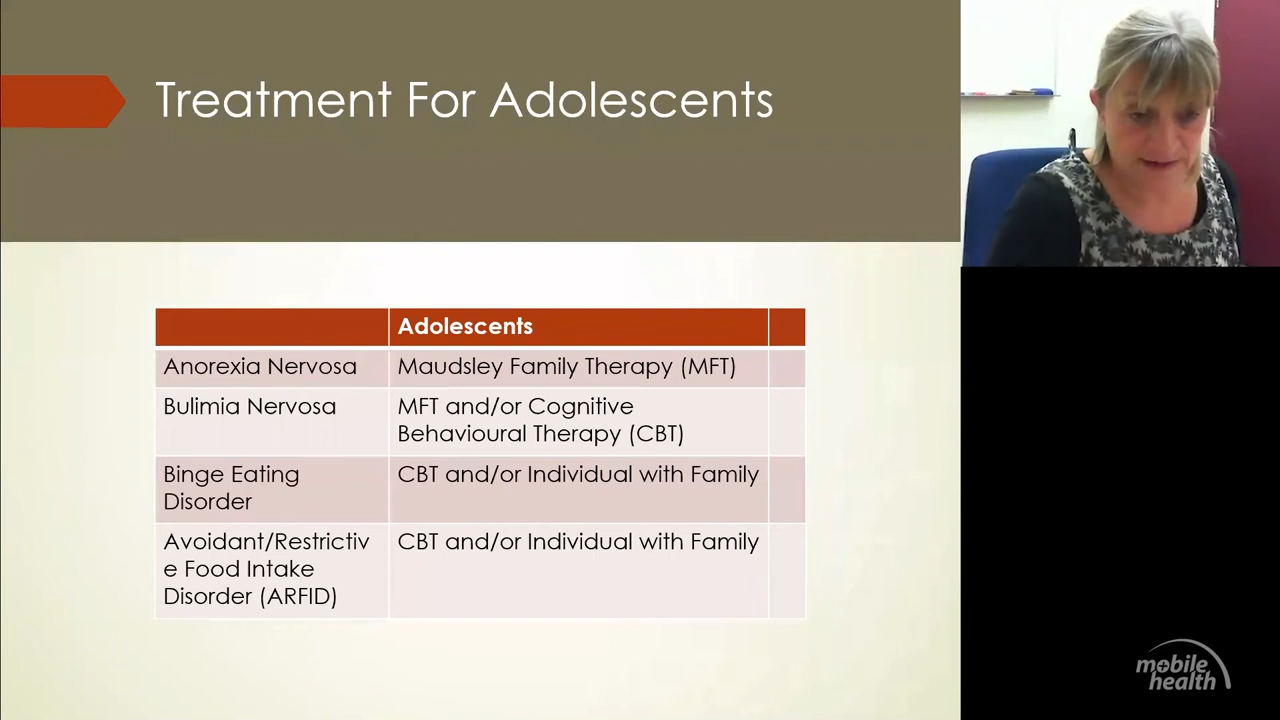 Treatment For Adolescents
Adolescents
Anorexia Nervosa
Maudsley Family Therapy (MFT)
Bulimia Nervosa
MFT and/or Cognitive
Behavioural Therapy (CBT)
Binge Eating
Disorder
CBT and/or Individual with Family
Avoidant/Restrictiv
e Food Intake
Disorder (ARFID)
CBT and/or Individual with Family
mobile
health